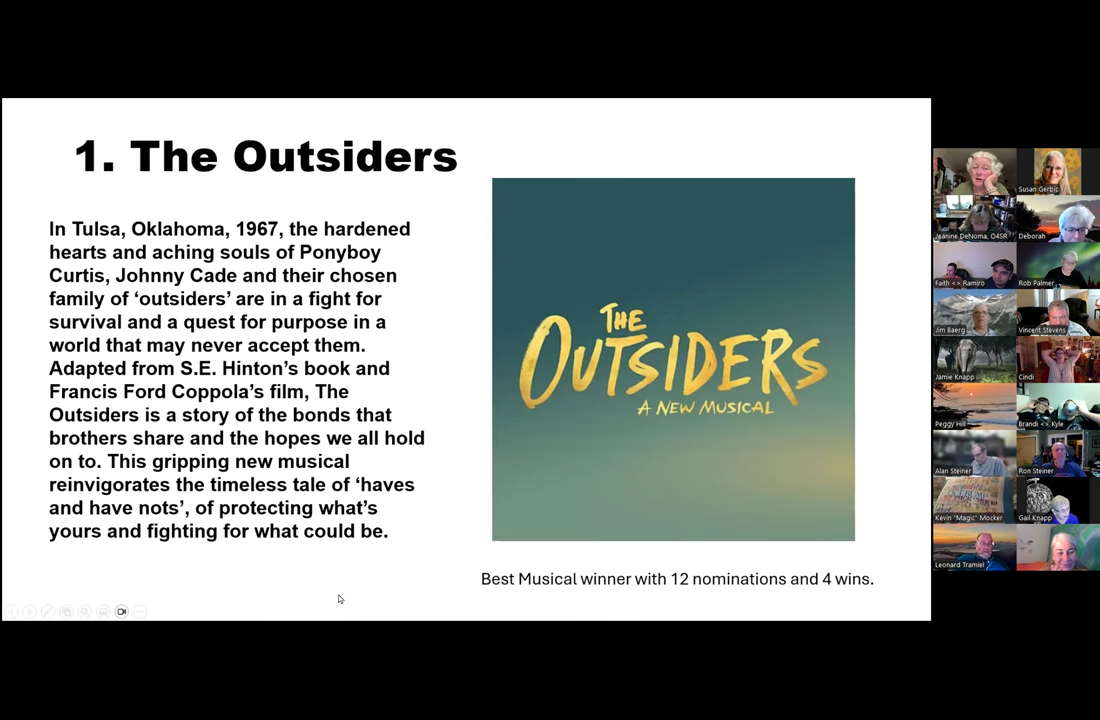 1. The Outsiders
In Tulsa, Oklahoma, 1967, the hardened
hearts and aching souls of Ponyboy
Curtis, Johnny Cade and their chosen
family of ‘outsiders’ are in a fight for
survival and a quest for purpose in a
world that may never accept them.
Adapted from S.E. Hinton’s book and
Francis Ford Coppola’s film, The
Outsiders is a story of the bonds that
brothers share and the hopes we all hold
on to. This gripping new musical
reinvigorates the timeless tale of ‘haves
and have nots’, of protecting what’s
yours and fighting for what could be.
THE
OUTSIDERS
A NEW MUSICAL
Best Musical winner with 12 nominations and 4 wins.
Susan Gerbic
Jeanine DeNoma, O4SR
Deborah
Faith <> Ramiro
Rob Palmer
Jim Baerg
Vincent Stevens
Jamie Knapp
Cindi
Peggy Hill
Brandi <> Kyle
Alan Steiner
Ron Steiner
Kevin "Magic" Mocker
Gail Knapp
Leonard Tramiel